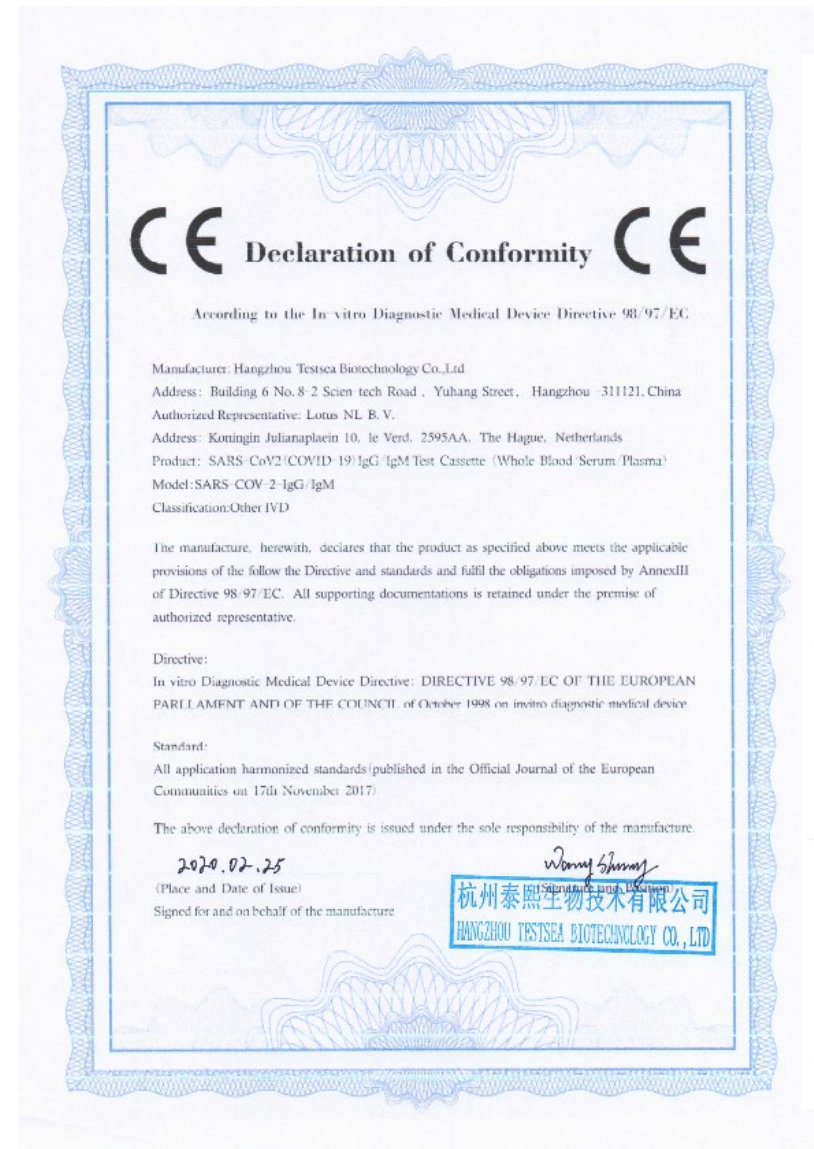 CE Declaration of Conformity CE
According to the In-vitro Diagnostic Medical Device Directive 98/97/EC
Manufacturer: Hangzhou Testsea Biotechnology Co.,Ltd
Address: Building 6 No. 8-2 Scien tech Road , Yuhang Street, Hangzhou -311121, China
Authorized Representative: Lotus NL B. V.
Address: Koningin Julianaplaein 10, le Verd, 2595AA, The Hague, Netherlands
Product: SARS-CoV2(COVID-19)IgG/IgM Test Cassette (Whole Blood/Serum/Plasma)
Model:SARS-COV-2-IgG/IgM
Classification:Other IVD
The manufacture, herewith, declares that the product as specified above meets the applicable
provisions of the follow the Directive and standards and fulfil the obligations imposed by AnnexIII
of Directive 98/97/EC. All supporting documentations is retained under the premise of
authorized representative.
Directive:
In vitro Diagnostic Medical Device Directive: DIRECTIVE 98/97/EC OF THE EUROPEAN
PARLLAMENT AND OF THE COUNCIL of October 1998 on invitro diagnostic medical device
Standard:
All application harmonized standards(published in the Official Journal of the European
Communities on 17th November 2017)
The above declaration of conformity is issued under the sole responsibility of the manufacture.
2020.02.25
(Place and Date of Issue)
(Signature and Position)
Signed for and on behalf of the manufacture
杭州泰熙生物技术有限公司
HANGZHOU TESTSEA BIOTECHNOLOGY CO.,LTD